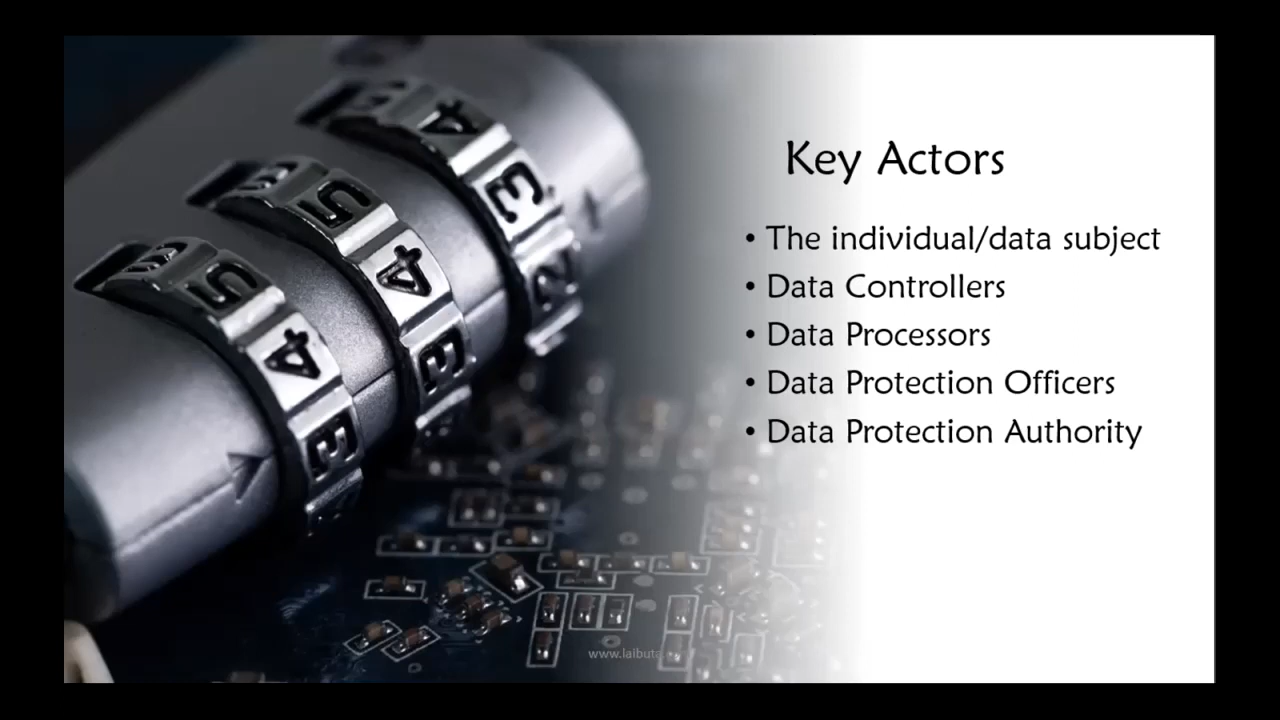 Key Actors
• The individual/data subject
• Data Controllers
• Data Processors
• Data Protection Officers
• Data Protection Authority